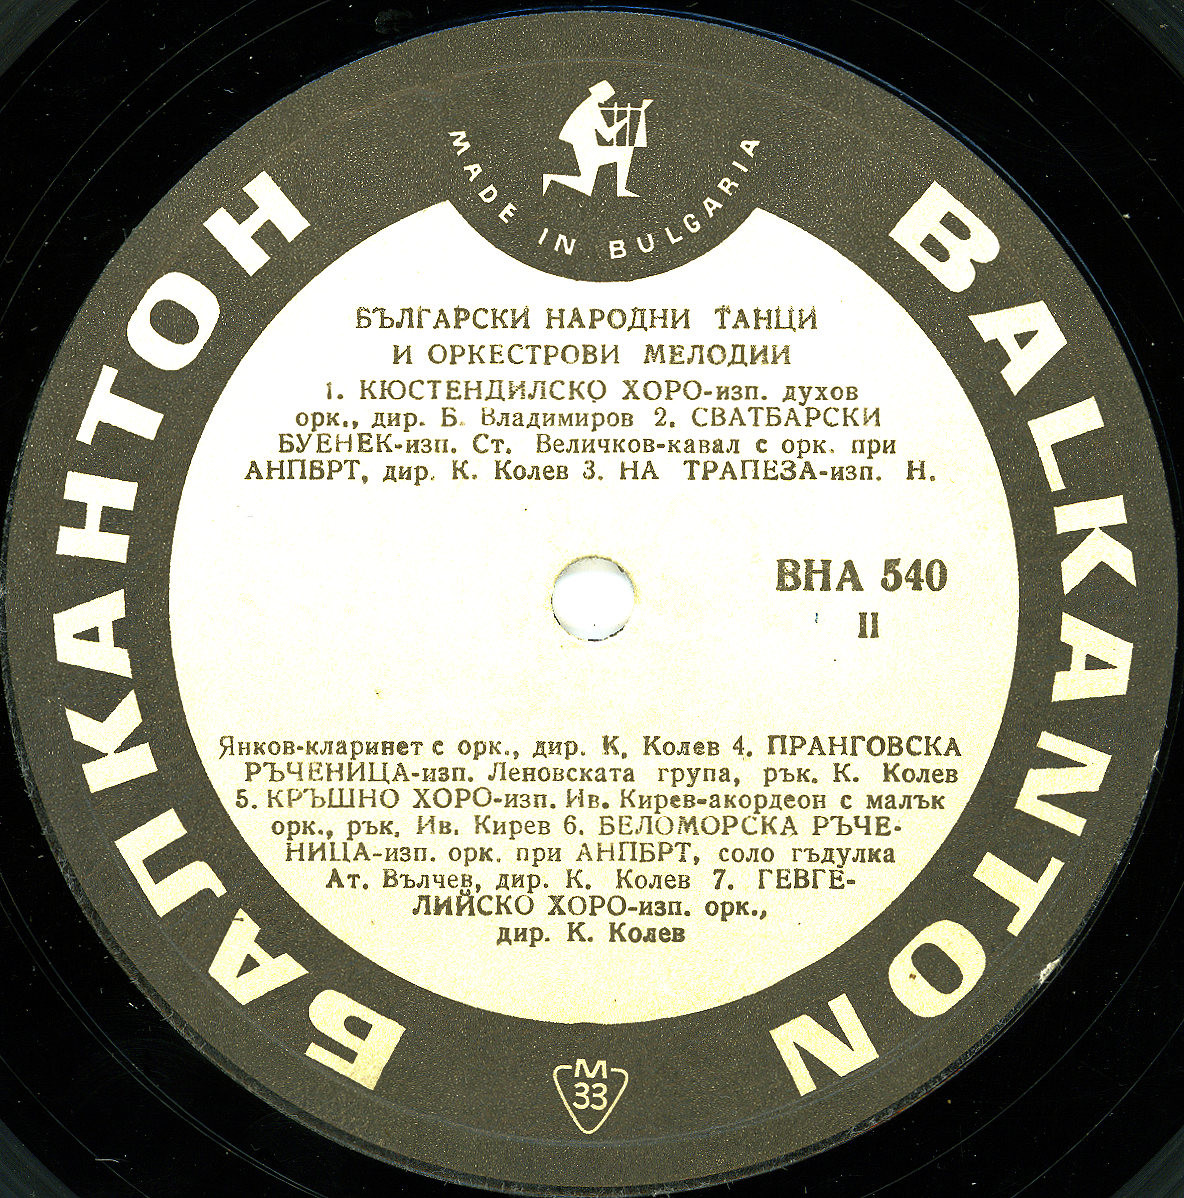 MADE IN BULGARIA
БАЛКАНТОН
BALKANTON
БЪЛГАРСКИ НАРОДНИ ТАНЦИ
И ОРКЕСТРОВИ МЕЛОДИИ
1. КЮСТЕНДИЛСКО ХОРО-изп. духов
орк., дир. Б. Владимиров 2. СВАТБАРСКИ
БУЕНЕК-изп. Ст. Величков-кавал с орк. при
АНПБРТ, дир. К. Колев 3. НА ТРАПЕЗА-изп. Н.
ВНА 540
II
Янков-кларинет с орк., дир. К. Колев 4. ПРАНГОВСКА
РЪЧЕНИЦА-изп. Леновската група, рък. К. Колев
5. КРЪШНО ХОРО-изп. Ив. Кирев-акордеон с малък
орк., рък. Ив. Кирев 6. БЕЛОМОРСКА РЪЧЕ-
НИЦА-изп. орк. при АНПБРТ, соло гъдулка
Ат. Вълчев, дир. К. Колев 7. ГЕВГЕ-
ЛИЙСКО ХОРО-изп. орк.,
дир. К. Колев
М
33